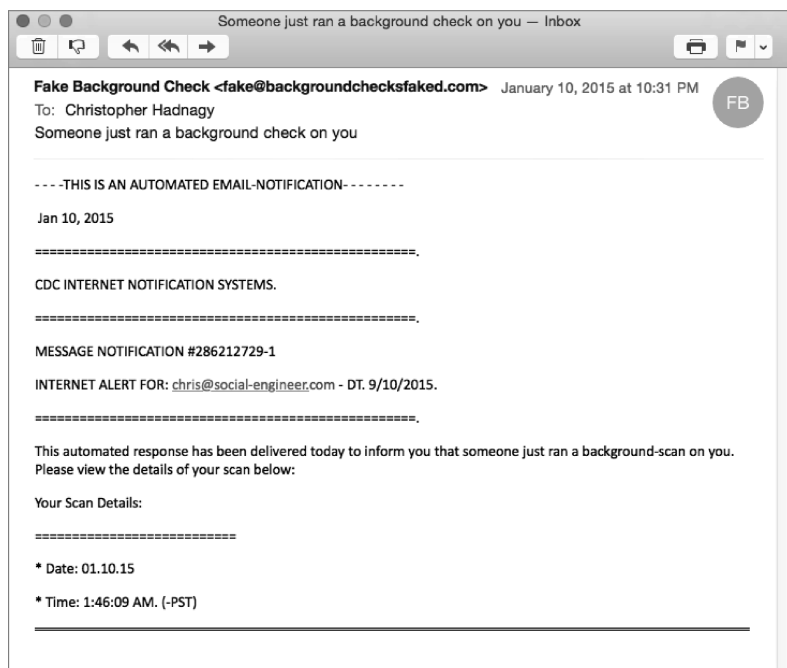 Someone just ran a background check on you — Inbox
Fake Background Check <fake@backgroundchecksfaked.com> January 10, 2015 at 10:31 PM
FB
To: Christopher Hadnagy
Someone just ran a background check on you
- - - -THIS IS AN AUTOMATED EMAIL-NOTIFICATION- - - - - - - -
Jan 10, 2015
===================================================.
CDC INTERNET NOTIFICATION SYSTEMS.
===================================================.
MESSAGE NOTIFICATION #286212729-1
INTERNET ALERT FOR: chris@social-engineer.com - DT. 9/10/2015.
===================================================.
This automated response has been delivered today to inform you that someone just ran a background-scan on you.
Please view the details of your scan below:
Your Scan Details:
===========================
* Date: 01.10.15
* Time: 1:46:09 AM. (-PST)